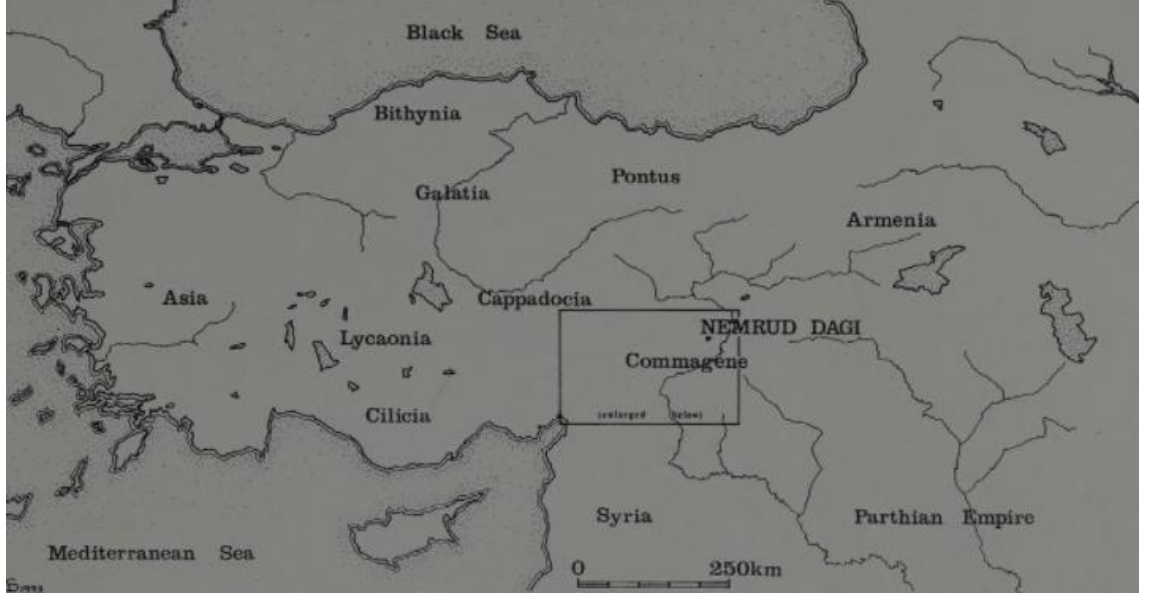 Black Sea
Bithynia
Pontus
Galatia
Armenia
Asia
Cappadocia
NEMRUD DAGI
Lycaonia
Commagene
Cilicia
(enlarged below)
Syria
Parthian Empire
Mediterranean Sea
0 250km